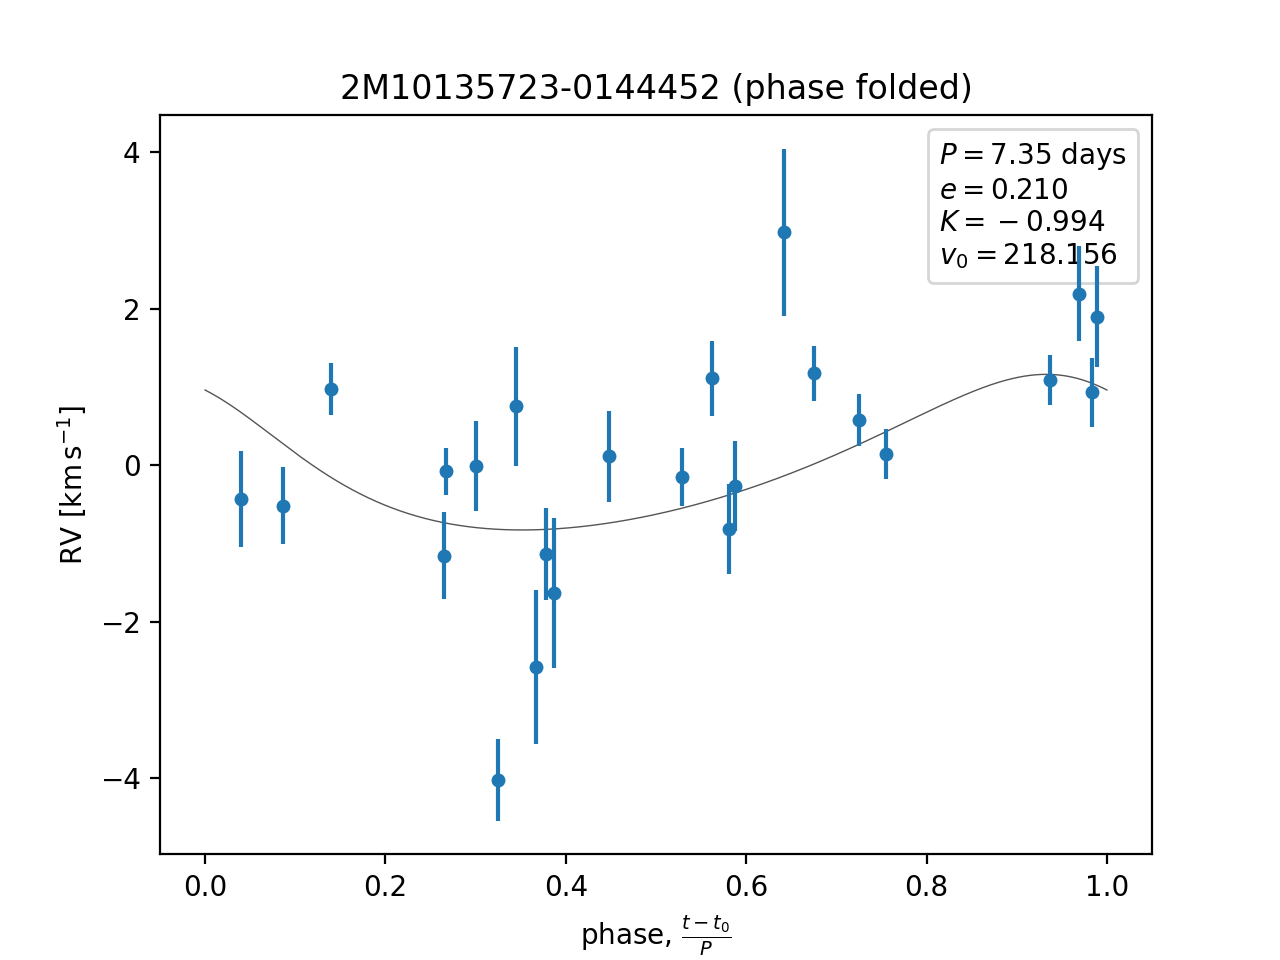 2M10135723-0144452 (phase folded)
P = 7.35 days
e = 0.210
K = −0.994
v₀ = 218.156
4
2
0
−2
−4
RV [km s⁻¹]
0.0 0.2 0.4 0.6 0.8 1.0
phase, (t − t₀)/P